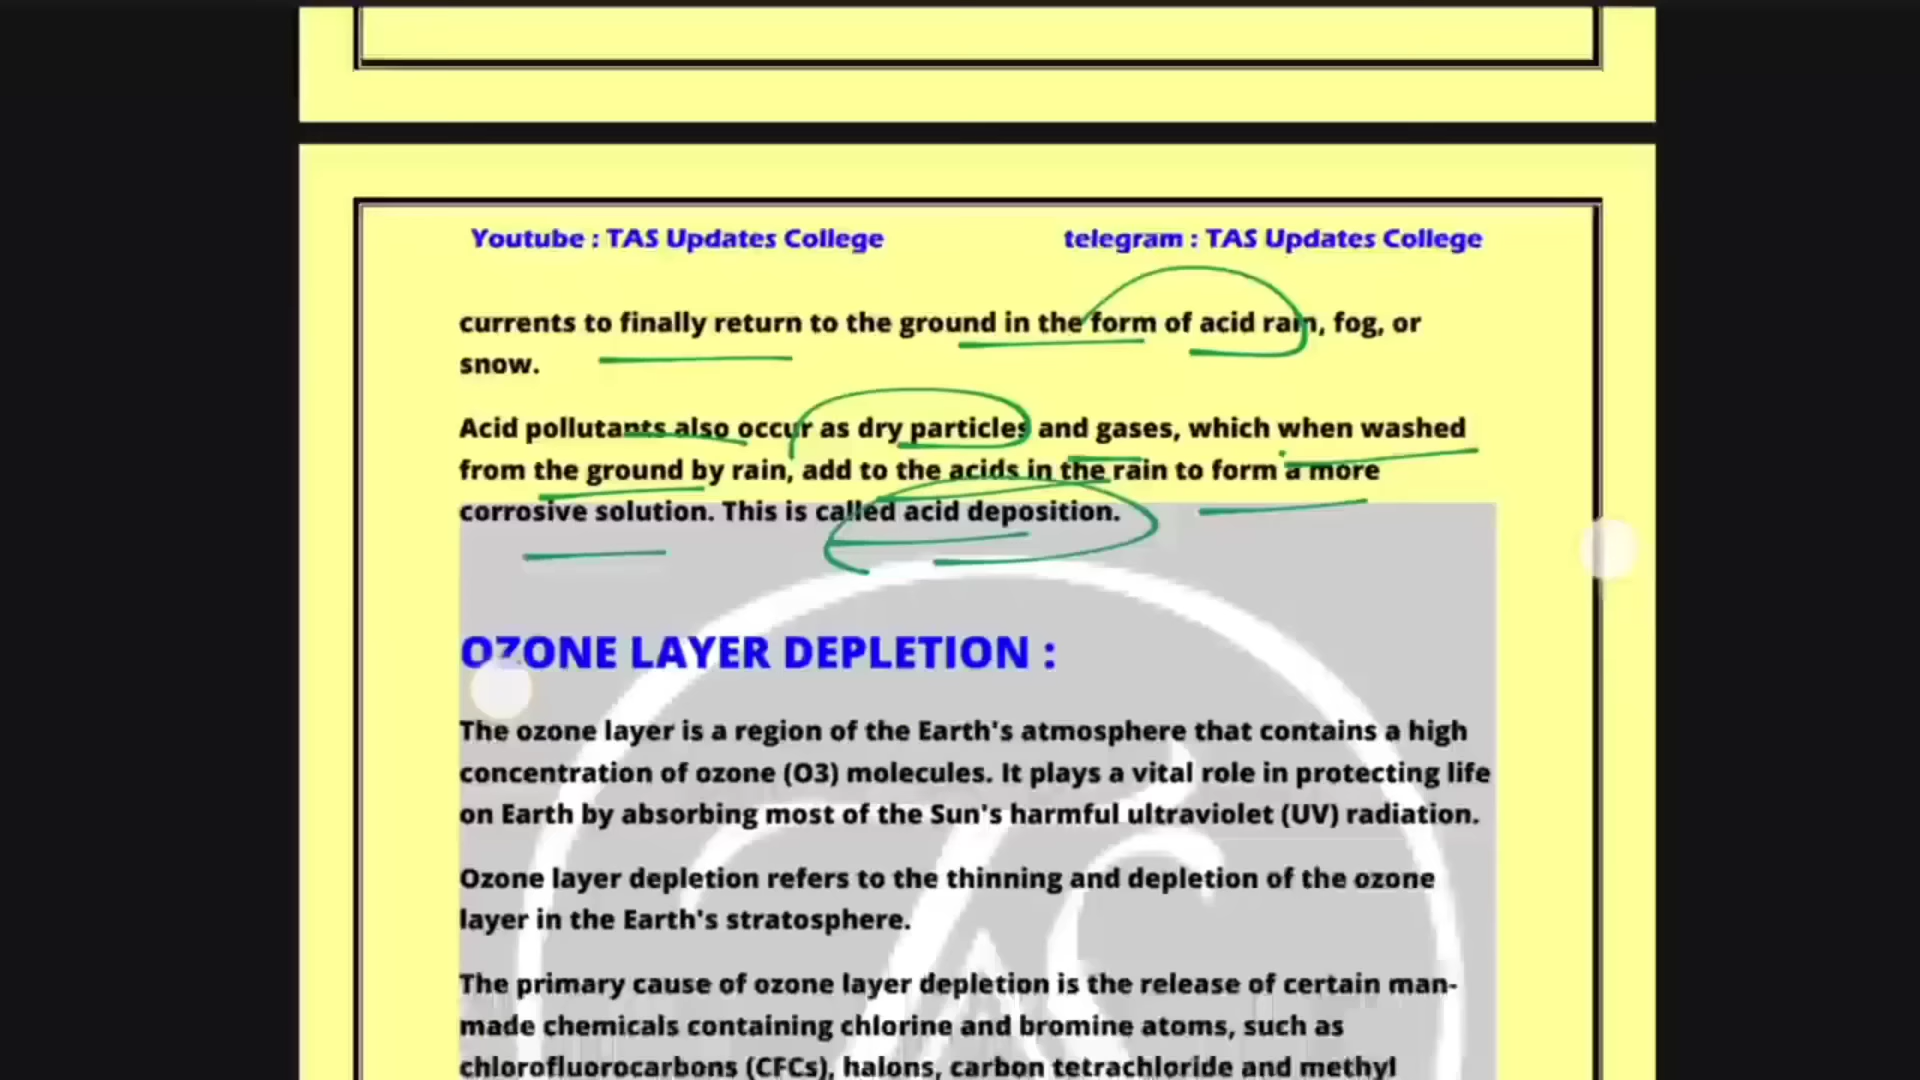 Youtube : TAS Updates College
telegram : TAS Updates College
currents to finally return to the ground in the form of acid rain, fog, or
snow.
Acid pollutants also occur as dry particles and gases, which when washed
from the ground by rain, add to the acids in the rain to form a more
corrosive solution. This is called acid deposition.
OZONE LAYER DEPLETION :
The ozone layer is a region of the Earth's atmosphere that contains a high
concentration of ozone (O3) molecules. It plays a vital role in protecting life
on Earth by absorbing most of the Sun's harmful ultraviolet (UV) radiation.
Ozone layer depletion refers to the thinning and depletion of the ozone
layer in the Earth's stratosphere.
The primary cause of ozone layer depletion is the release of certain man-
made chemicals containing chlorine and bromine atoms, such as
chlorofluorocarbons (CFCs), halons, carbon tetrachloride and methyl